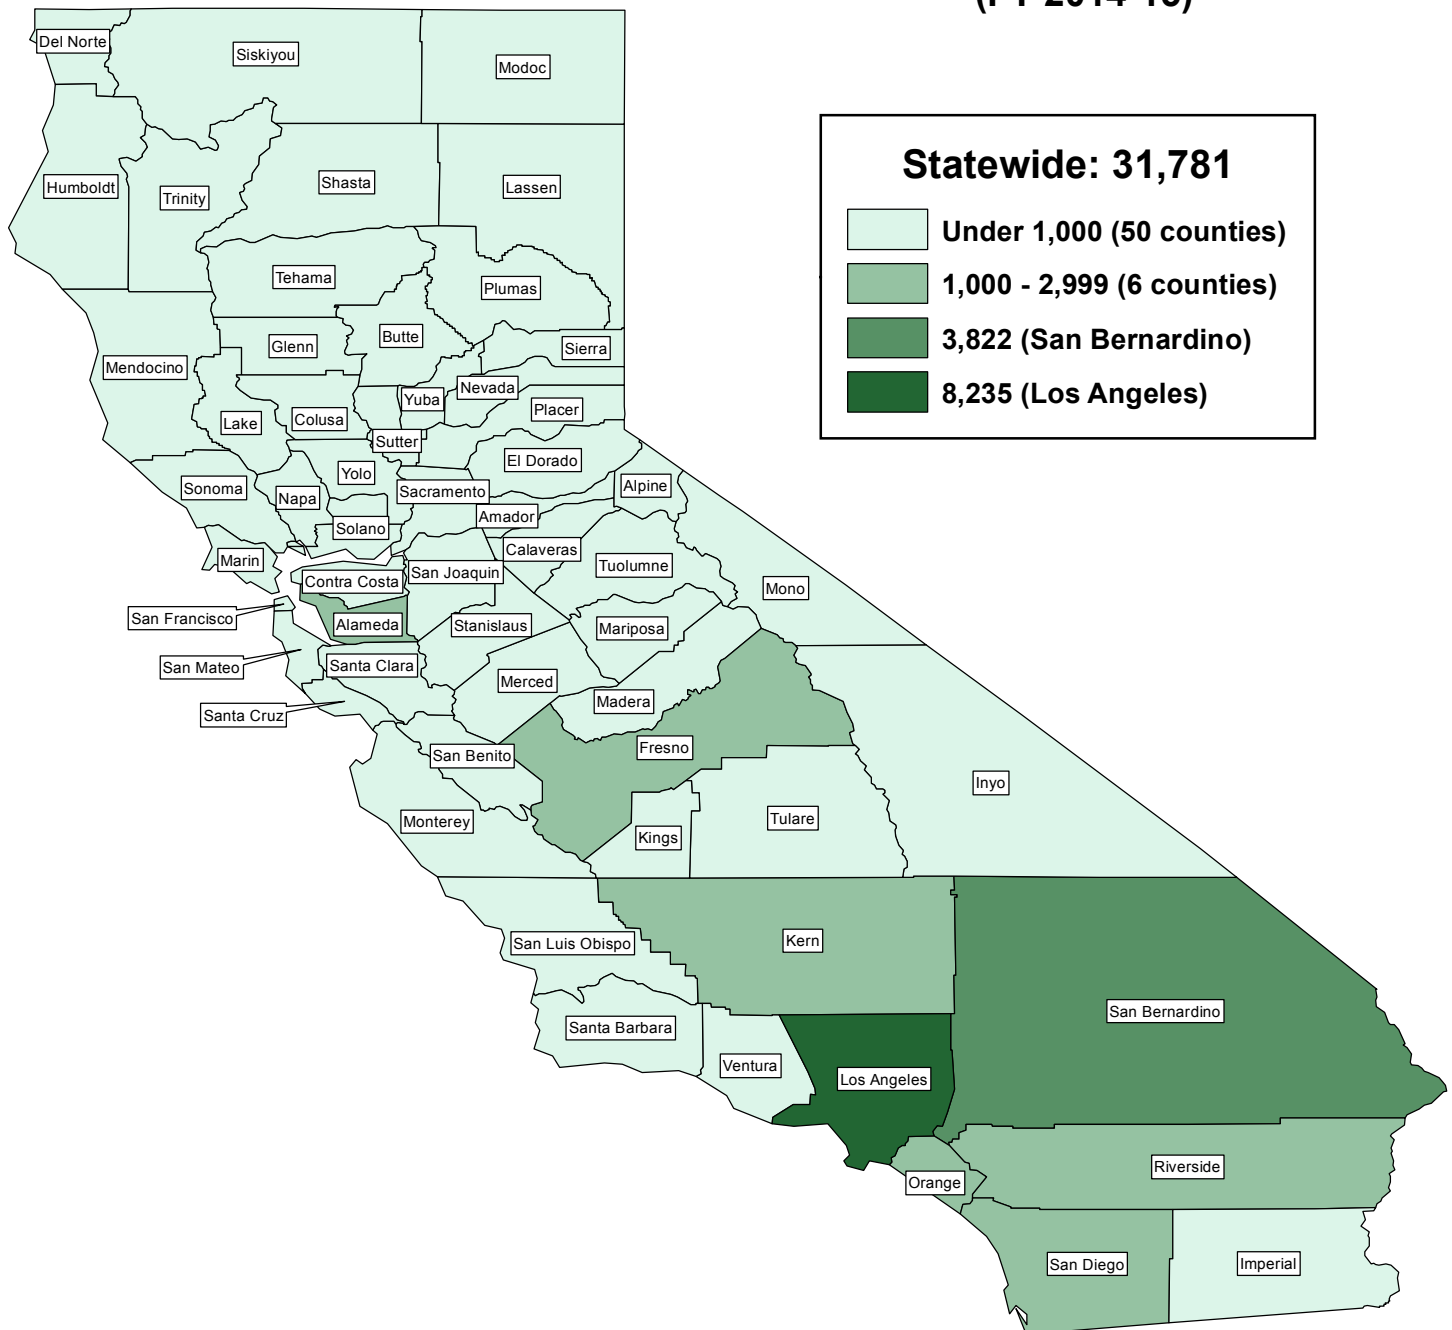 Statewide: 31,781
Under 1,000 (50 counties)
1,000 - 2,999 (6 counties)
3,822 (San Bernardino)
8,235 (Los Angeles)
Del Norte
Siskiyou
Modoc
Humboldt
Trinity
Shasta
Lassen
Tehama
Plumas
Butte
Glenn
Sierra
Mendocino
Nevada
Yuba
Placer
Lake
Colusa
Sutter
El Dorado
Yolo
Sonoma
Napa
Sacramento
Alpine
Amador
Solano
Calaveras
Marin
Contra Costa
San Joaquin
Tuolumne
Mono
San Francisco
Alameda
Stanislaus
Mariposa
San Mateo
Santa Clara
Merced
Madera
Santa Cruz
San Benito
Fresno
Inyo
Monterey
Kings
Tulare
San Luis Obispo
Kern
San Bernardino
Santa Barbara
Ventura
Los Angeles
Riverside
Orange
San Diego
Imperial